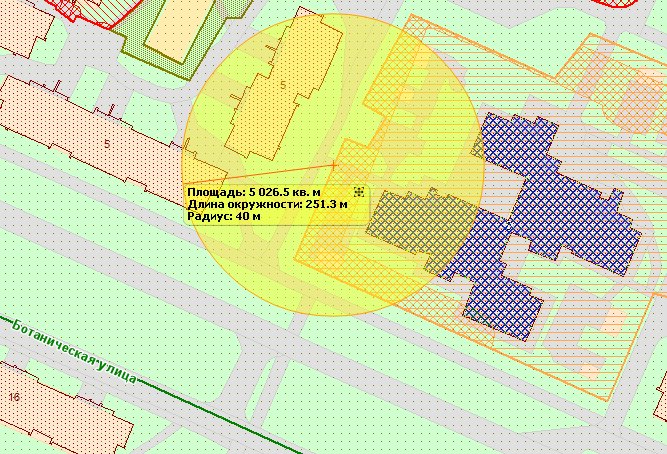 5
5
Площадь: 5 026.5 кв. м
Длина окружности: 251.3 м
Радиус: 40 м
Ботаническая улица
16